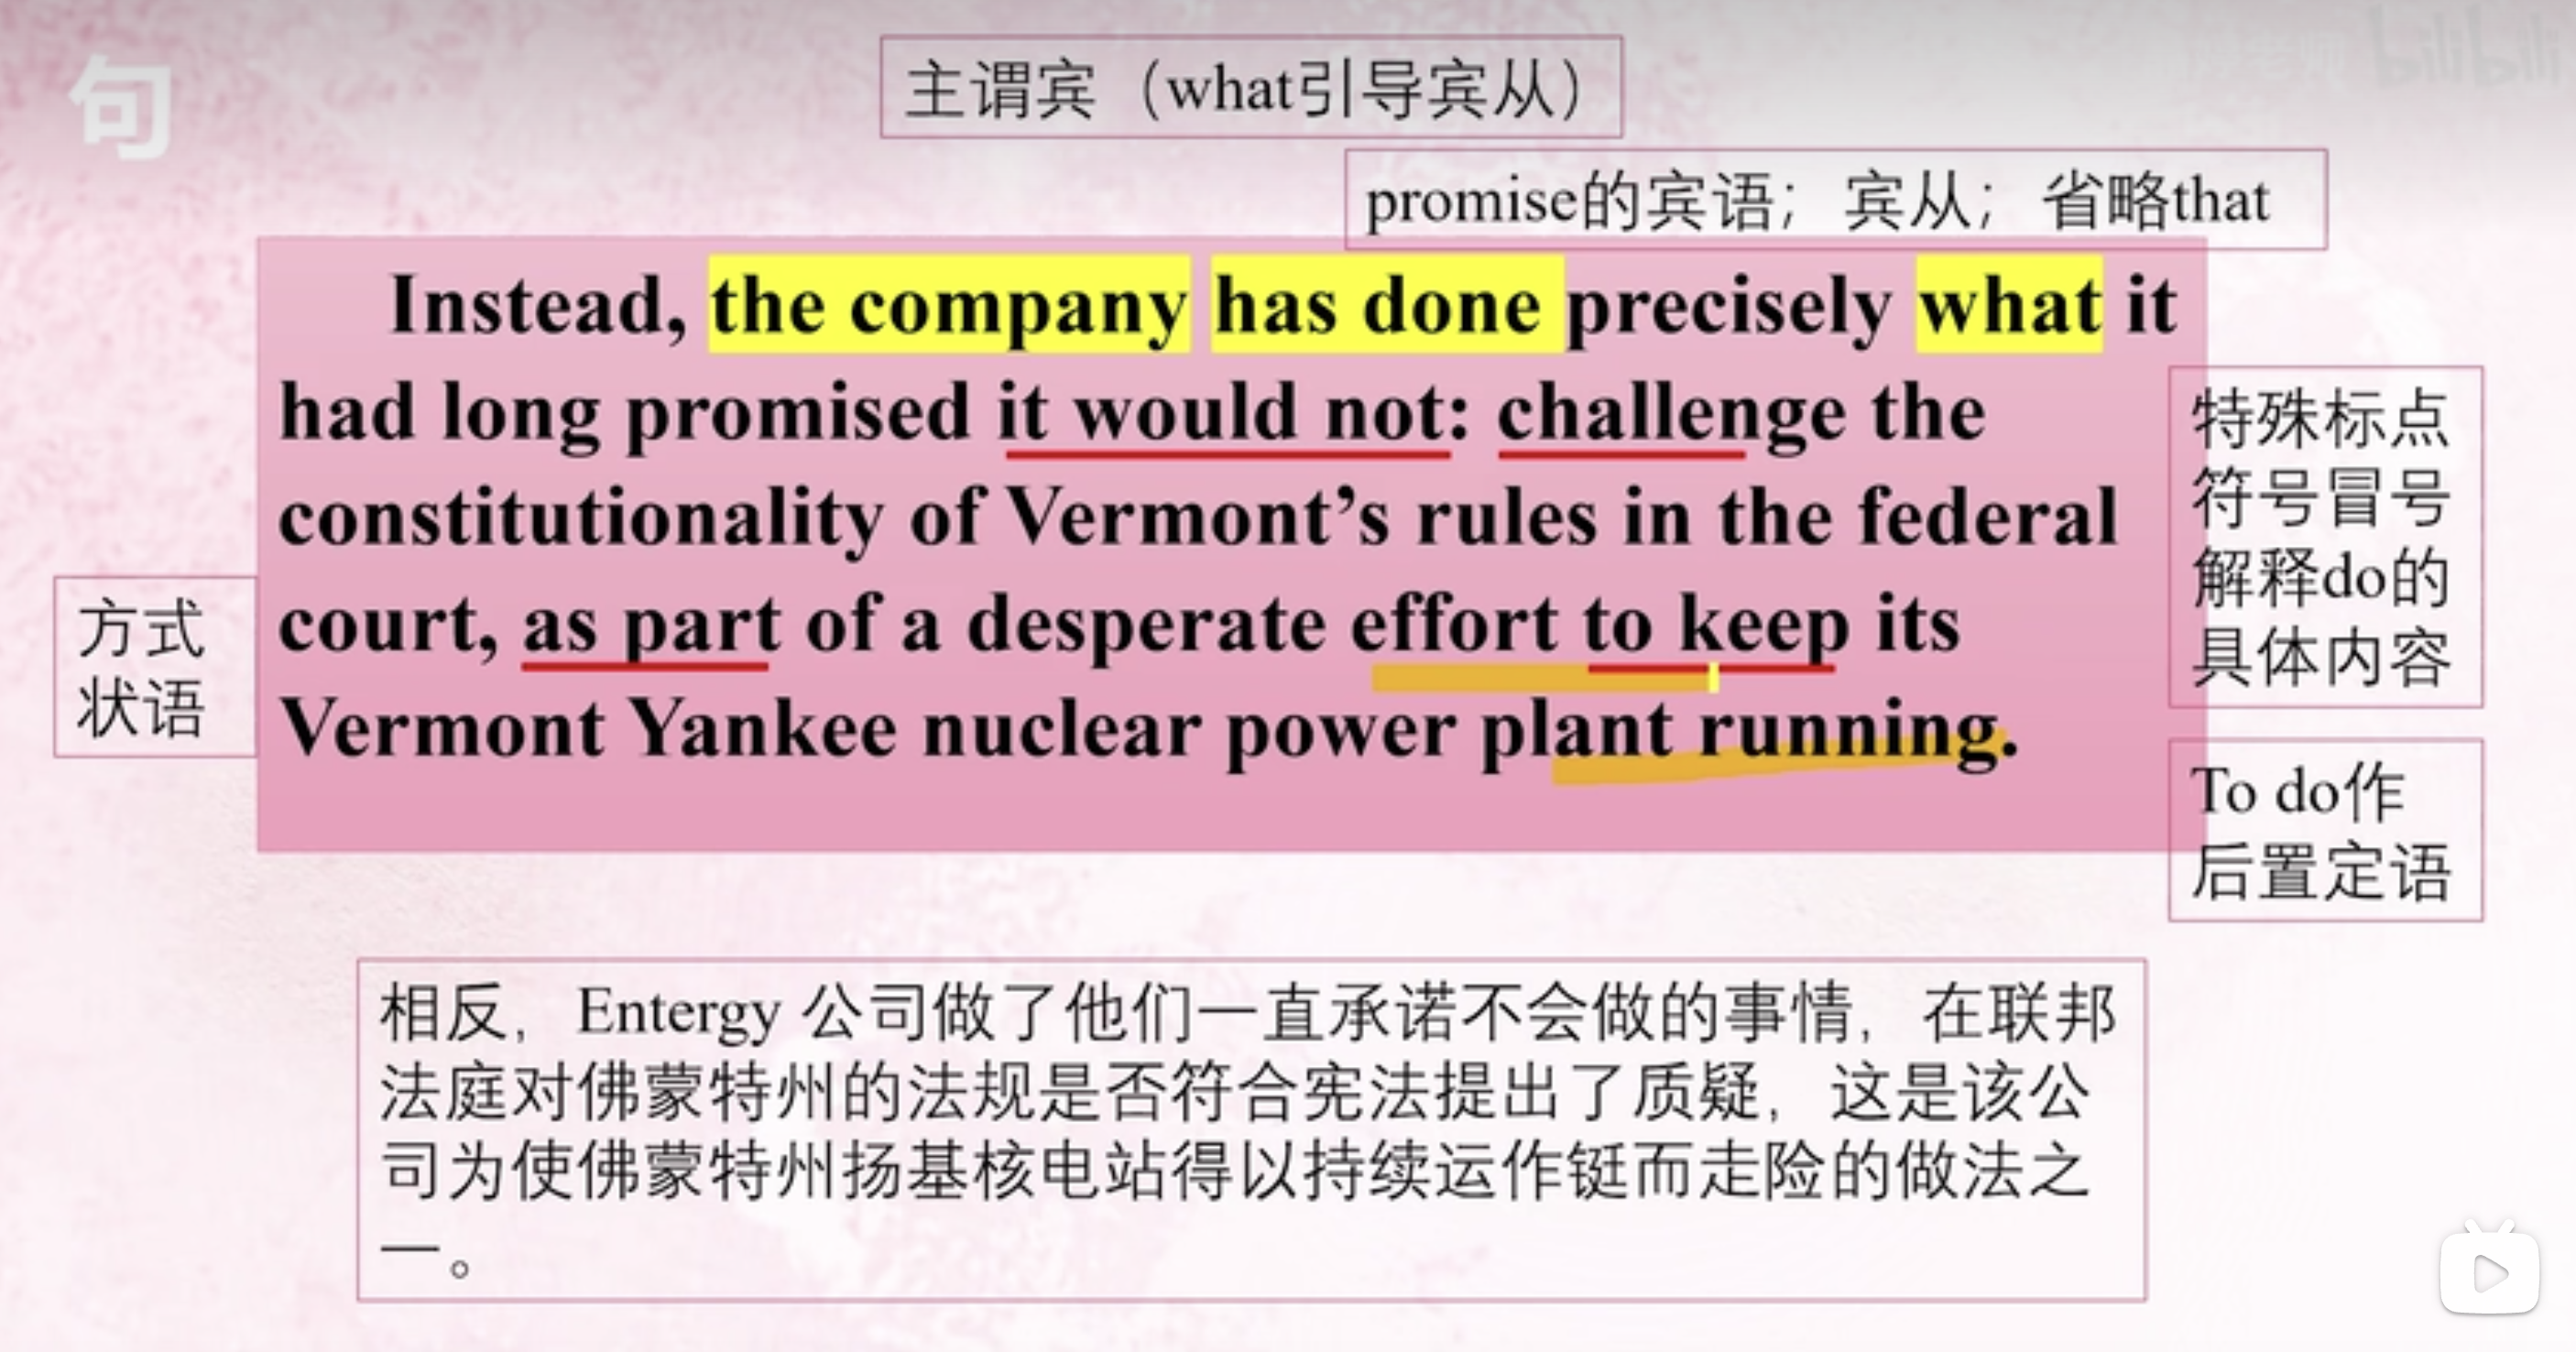 句
主谓宾（what引导宾从）
promise的宾语；宾从；省略that
Instead, the company has done precisely what it
had long promised it would not: challenge the
constitutionality of Vermont’s rules in the federal
court, as part of a desperate effort to keep its
Vermont Yankee nuclear power plant running.
特殊标点
符号冒号
解释do的
具体内容
方式
状语
To do作
后置定语
相反，Entergy 公司做了他们一直承诺不会做的事情，在联邦
法庭对佛蒙特州的法规是否符合宪法提出了质疑，这是该公
司为使佛蒙特州扬基核电站得以持续运作铤而走险的做法之
一。
bilibili